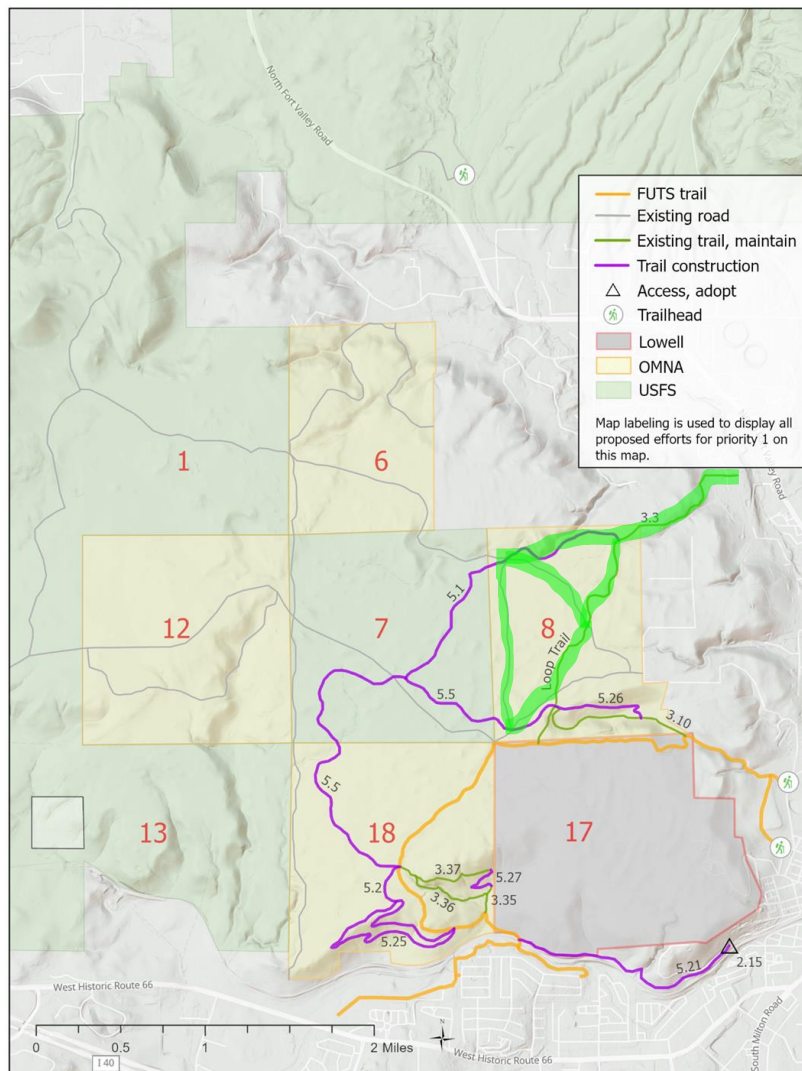 North Fort Valley Road
FUTS trail
Existing road
Existing trail, maintain
Trail construction
Access, adopt
Trailhead
Lowell
OMNA
USFS
Map labeling is used to display all
proposed efforts for priority 1 on
this map.
Valley Road
1
6
3.3
5.1
12
7
8
Loop Trail
5.5
5.26
3.10
5.5
13
18
17
3.37
5.27
5.2
3.36
3.35
5.25
5.21
2.15
West Historic Route 66
South Milton Road
N
0
0.5
1
2 Miles
I 40
West Historic Route 66